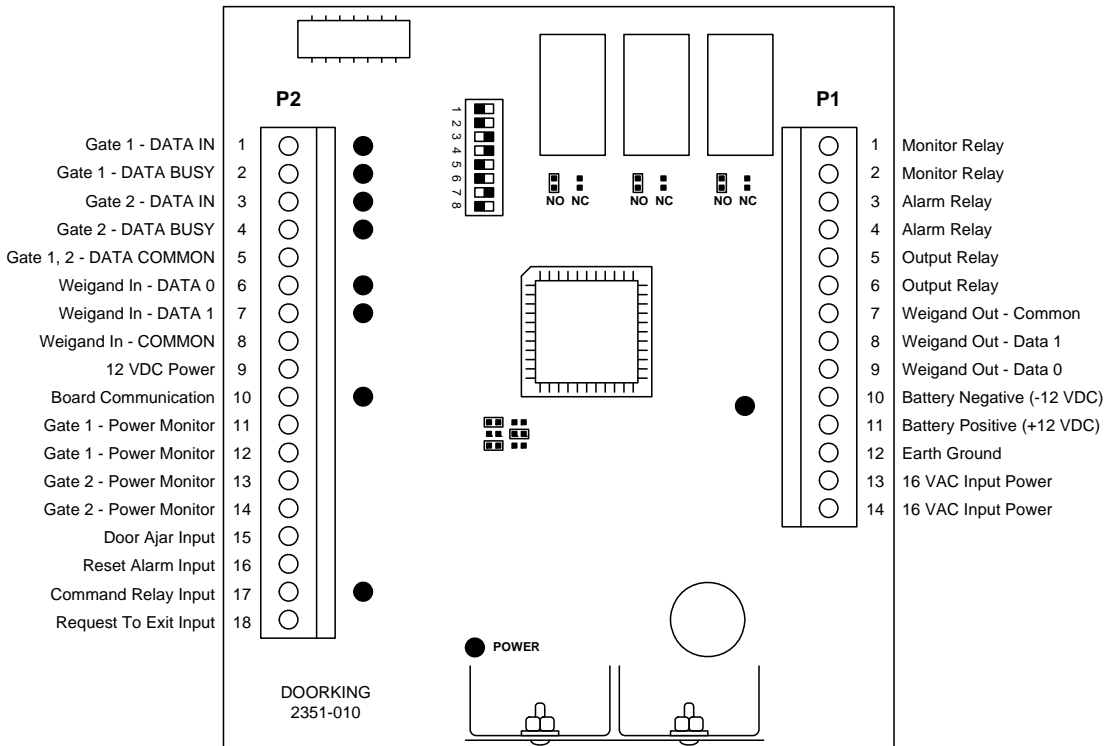 P2
P1
1
2
3
4
5
6
7
8
NO NC
NO NC
NO NC
Gate 1 - DATA IN 1
Gate 1 - DATA BUSY 2
Gate 2 - DATA IN 3
Gate 2 - DATA BUSY 4
Gate 1, 2 - DATA COMMON 5
Weigand In - DATA 0 6
Weigand In - DATA 1 7
Weigand In - COMMON 8
12 VDC Power 9
Board Communication 10
Gate 1 - Power Monitor 11
Gate 1 - Power Monitor 12
Gate 2 - Power Monitor 13
Gate 2 - Power Monitor 14
Door Ajar Input 15
Reset Alarm Input 16
Command Relay Input 17
Request To Exit Input 18
1 Monitor Relay
2 Monitor Relay
3 Alarm Relay
4 Alarm Relay
5 Output Relay
6 Output Relay
7 Weigand Out - Common
8 Weigand Out - Data 1
9 Weigand Out - Data 0
10 Battery Negative (-12 VDC)
11 Battery Positive (+12 VDC)
12 Earth Ground
13 16 VAC Input Power
14 16 VAC Input Power
POWER
DOORKING
2351-010